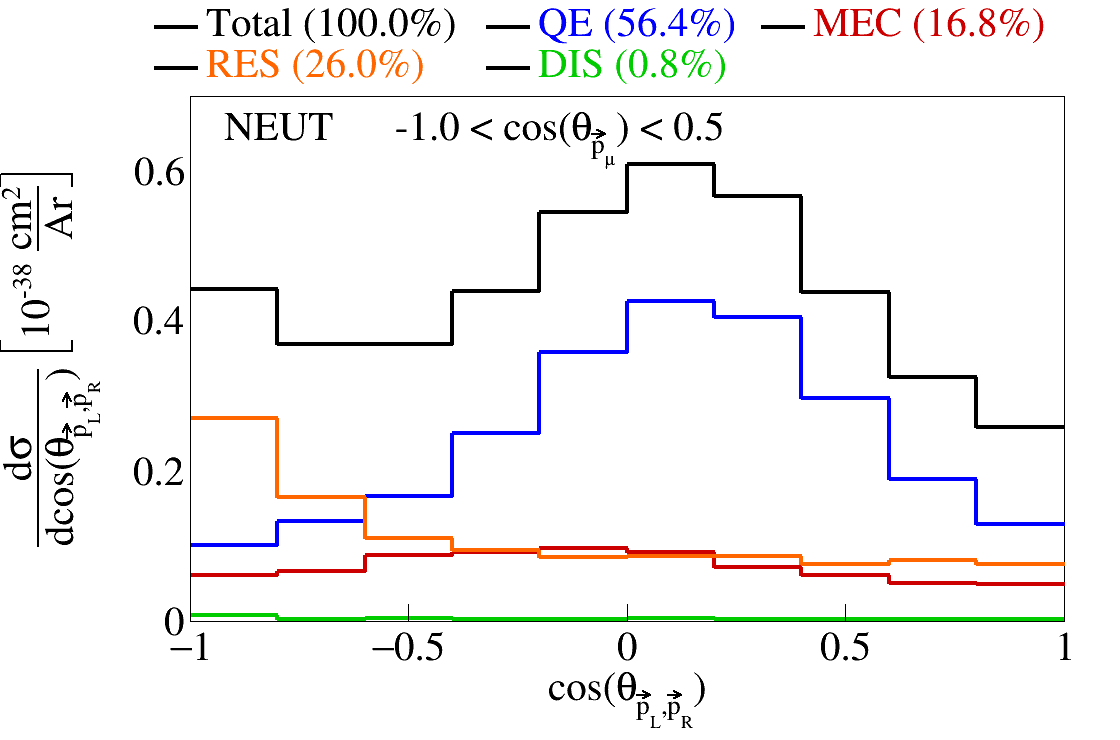 Total (100.0%) QE (56.4%) MEC (16.8%)
RES (26.0%) DIS (0.8%)
NEUT -1.0 < cos(θp⃗μ) < 0.5
dσ/dcos(θp⃗L,p⃗R) [10-38 cm2/Ar]
0.6
0.4
0.2
0
−1 −0.5 0 0.5 1
cos(θp⃗L,p⃗R)